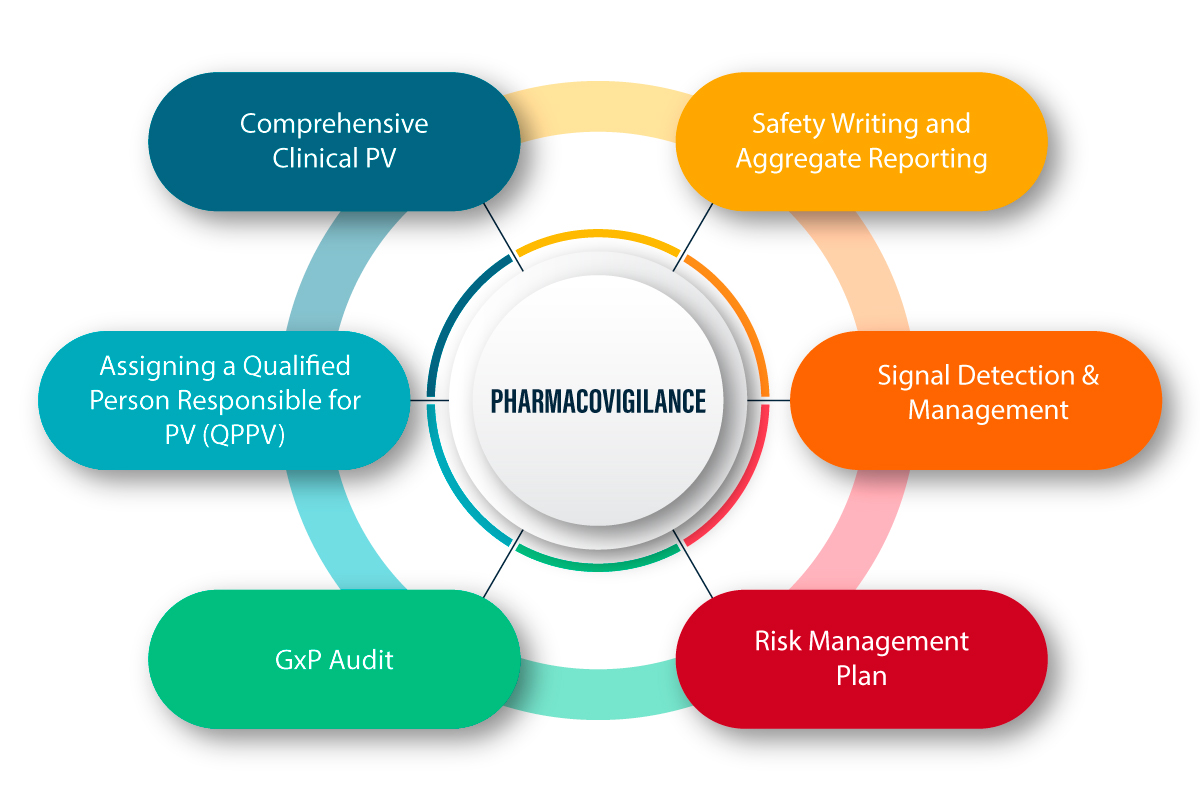 Comprehensive
Clinical PV
Safety Writing and
Aggregate Reporting
Assigning a Qualified
Person Responsible for
PV (QPPV)
PHARMACOVIGILANCE
Signal Detection &
Management
GxP Audit
Risk Management
Plan